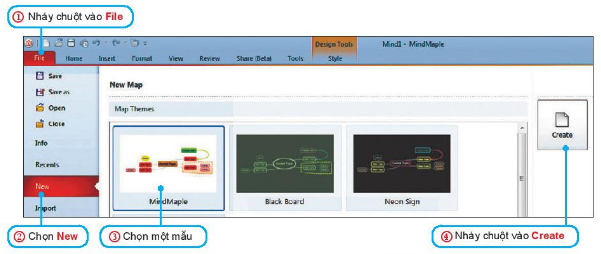 ① Nháy chuột vào File
Design Tools
Mind1 - MindMaple
File Home Insert Format View Review Share (Beta) Tools Style
Save
Save as
Open
Close
Info
Recents
New
Import
New Map
Map Themes
MindMaple
Black Board
Neon Sign
Create
② Chọn New
③ Chọn một mẫu
④ Nháy chuột vào Create